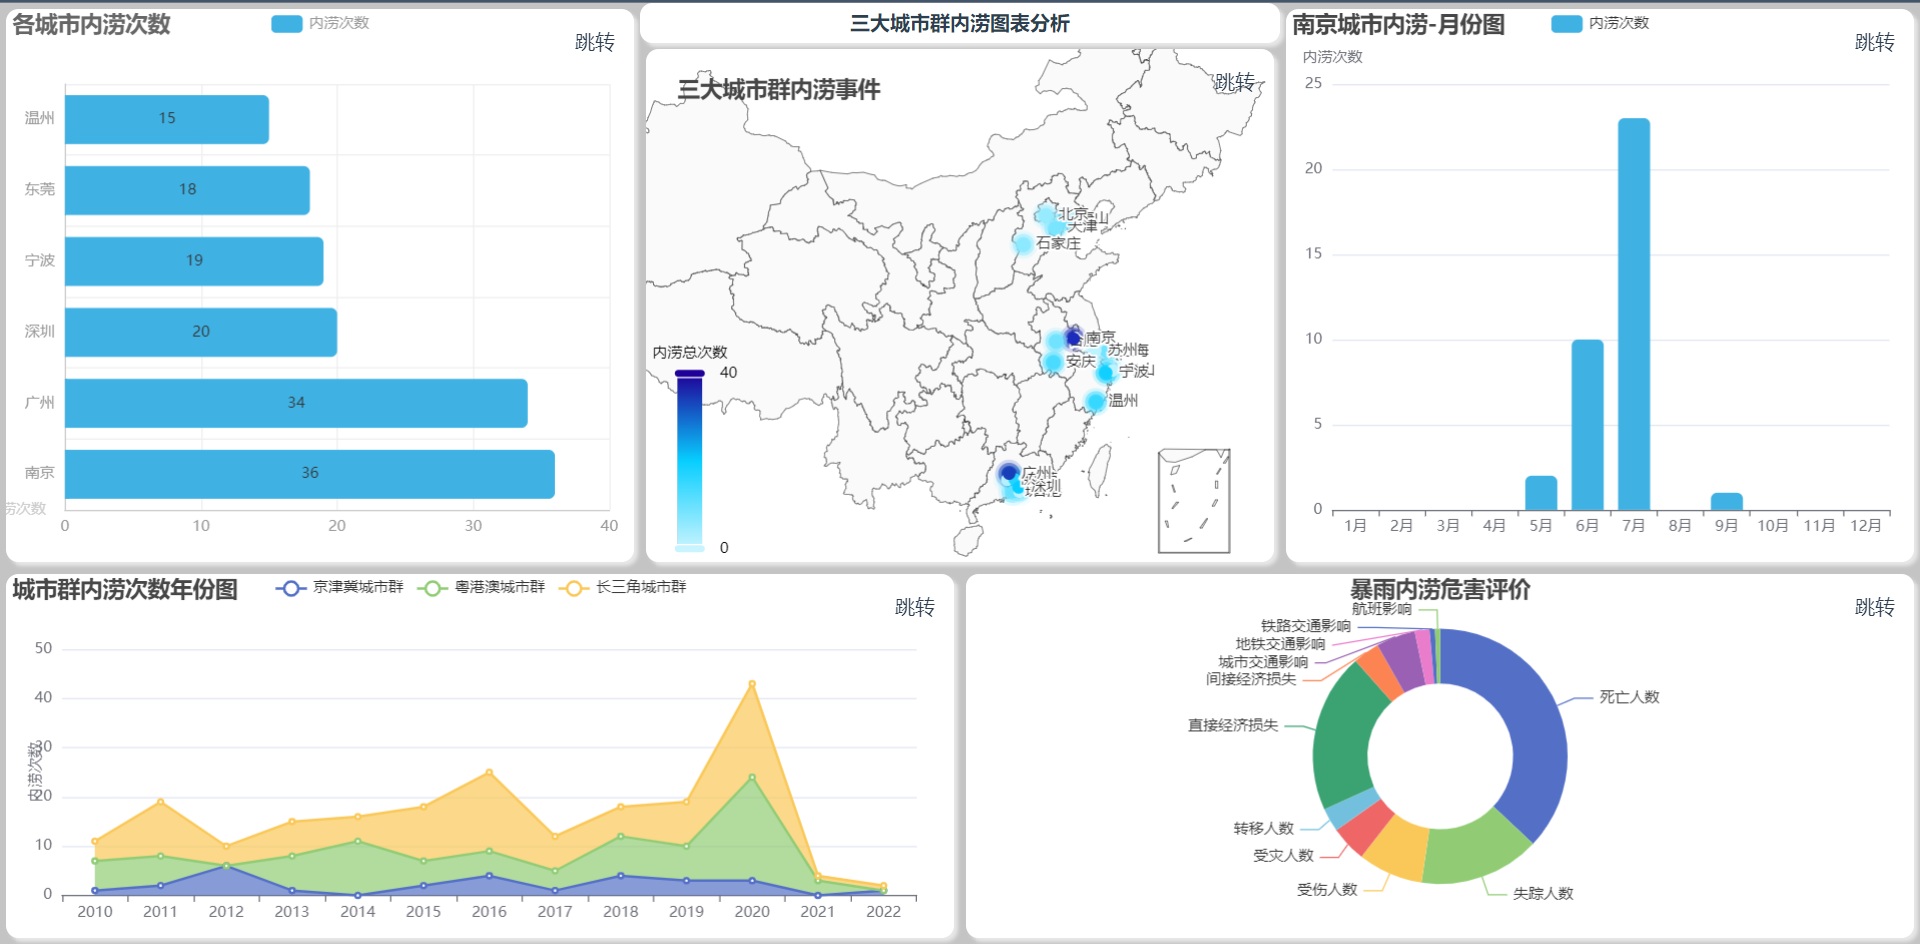 各城市内涝次数
内涝次数
跳转
温州
15
东莞
18
宁波
19
深圳
20
广州
34
南京
36
涝次数
0 10 20 30 40
三大城市群内涝图表分析
三大城市群内涝事件
跳转
北京
天津
石家庄
南京
苏州
安庆
宁波
温州
广州
深圳
内涝总次数
40
0
南京城市内涝-月份图
内涝次数
跳转
内涝次数
25
20
15
10
5
0
1月 2月 3月 4月 5月 6月 7月 8月 9月 10月 11月 12月
城市群内涝次数年份图
京津冀城市群 粤港澳城市群 长三角城市群
跳转
内涝次数
50
40
30
20
10
0
2010 2011 2012 2013 2014 2015 2016 2017 2018 2019 2020 2021 2022
暴雨内涝危害评价
跳转
航班影响
铁路交通影响
地铁交通影响
城市交通影响
间接经济损失
直接经济损失
转移人数
受灾人数
受伤人数
失踪人数
死亡人数